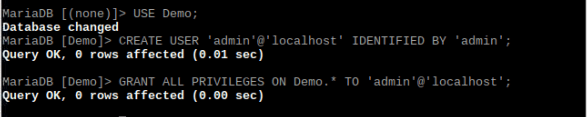 MariaDB [(none)]> USE Demo;
Database changed
MariaDB [Demo]> CREATE USER 'admin'@'localhost' IDENTIFIED BY 'admin';
Query OK, 0 rows affected (0.01 sec)
MariaDB [Demo]> GRANT ALL PRIVILEGES ON Demo.* TO 'admin'@'localhost';
Query OK, 0 rows affected (0.00 sec)